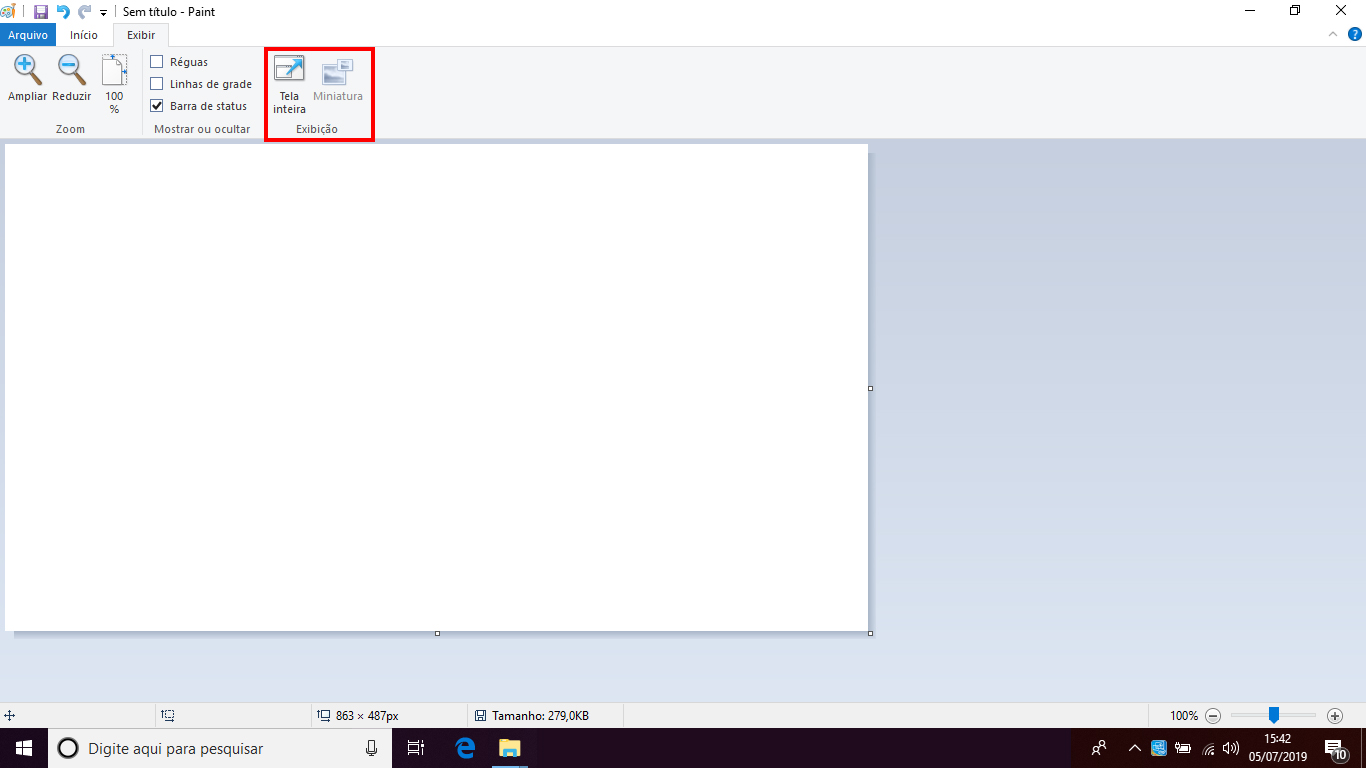 Sem título - Paint
Arquivo Início Exibir
Ampliar Reduzir 100 %
Zoom
Réguas
Linhas de grade
Barra de status
Mostrar ou ocultar
Tela inteira
Miniatura
Exibição
863 × 487px
Tamanho: 279,0KB
100%
Digite aqui para pesquisar
15:42
05/07/2019
10